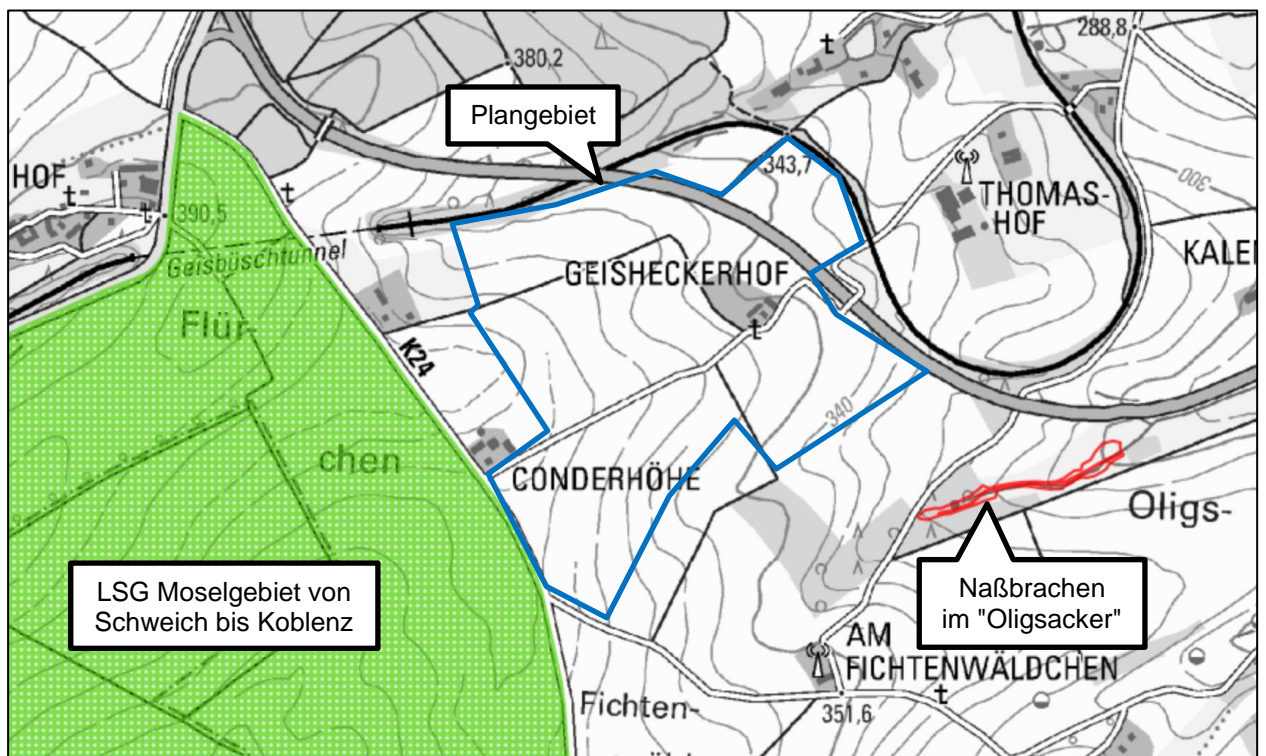 380,2
288,8
Plangebiet
343,7
HOF
t
t
t
t
390,5
THOMAS-
HOF
300
KALE
Geisbüschtunnel
GEISHECKERHOF
t
Flür-
K24
340
chen
CONDERHÖHE
Oligs-
LSG Moselgebiet von
Schweich bis Koblenz
Naßbrachen
im "Oligsacker"
AM
FICHTENWÄLDCHEN
t
351,6
Fichten-